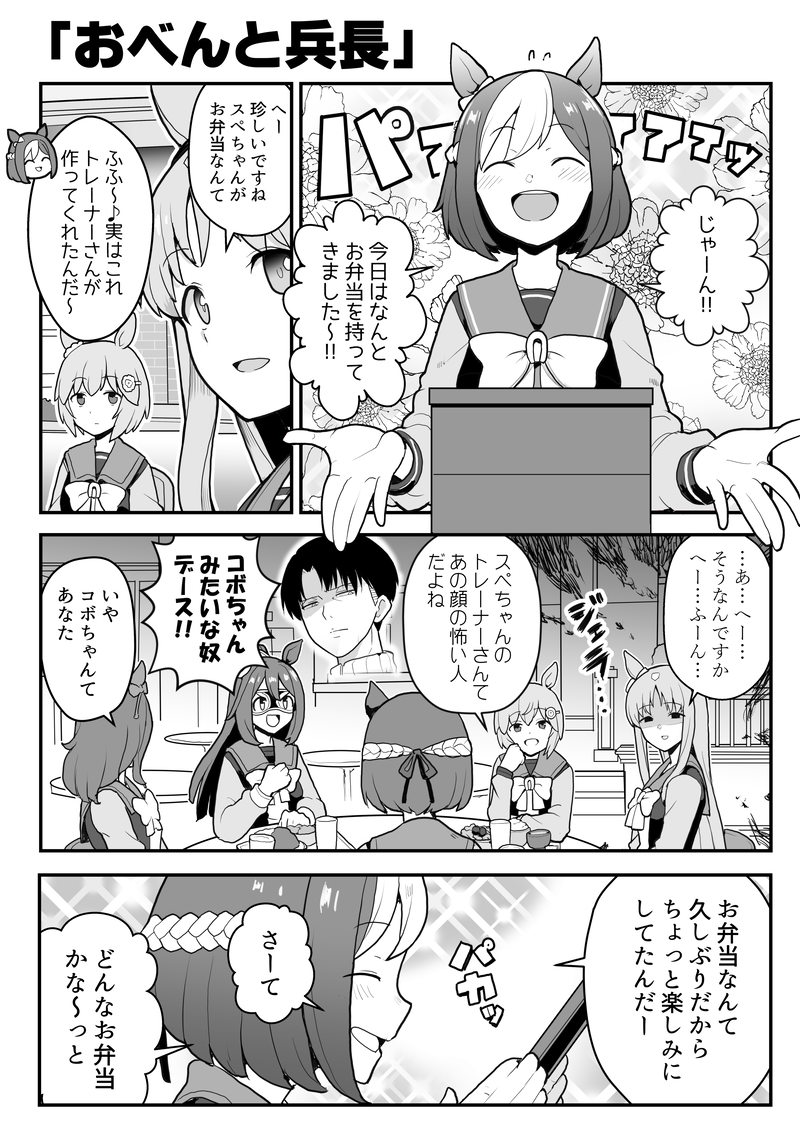 「おべんと兵長」
パァァァァァッ
じゃーん!!
今日はなんと
お弁当を持って
きました〜!!
へー
珍しいですね
スペちゃんが
お弁当なんて
ふふ〜♪実はこれ
トレーナーさんが
作ってくれたんだ〜
…あ…へー…
そうなんですか
へー…ふーん…
ジェラ…
スペちゃんの
トレーナーさんて
あの顔の怖い人
だよね
コボちゃん
みたいな奴
デース!!
いや
コボちゃんて
あなた
お弁当なんて
久しぶりだから
ちょっと楽しみに
してたんだー
パカッ
さーて
どんなお弁当
かな〜っと